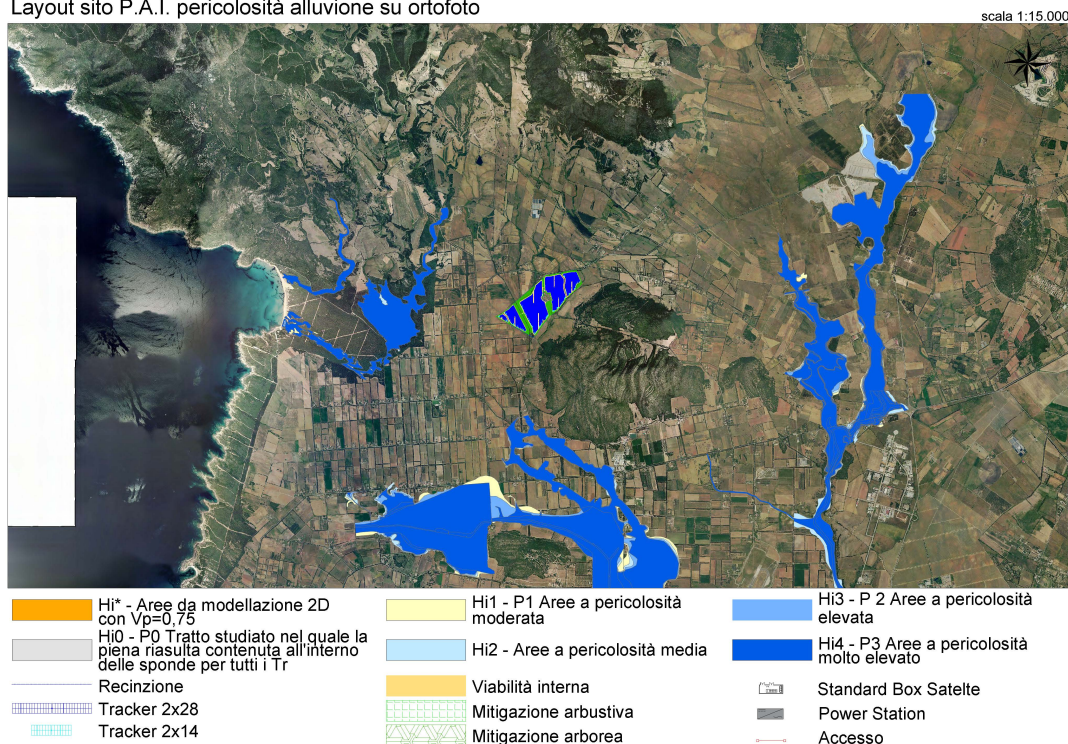 Layout sito P.A.I. pericolosità alluvione su ortofoto
scala 1:15.000
Hi* - Aree da modellazione 2D
con Vp=0,75
Hi0 - P0 Tratto studiato nel quale la
piena riasulta contenuta all'interno
delle sponde per tutti i Tr
Recinzione
Tracker 2x28
Tracker 2x14
Hi1 - P1 Aree a pericolosità
moderata
Hi2 - Aree a pericolosità media
Viabilità interna
Mitigazione arbustiva
Mitigazione arborea
Hi3 - P 2 Aree a pericolosità
elevata
Hi4 - P3 Aree a pericolosità
molto elevato
Standard Box Satelte
Power Station
Accesso